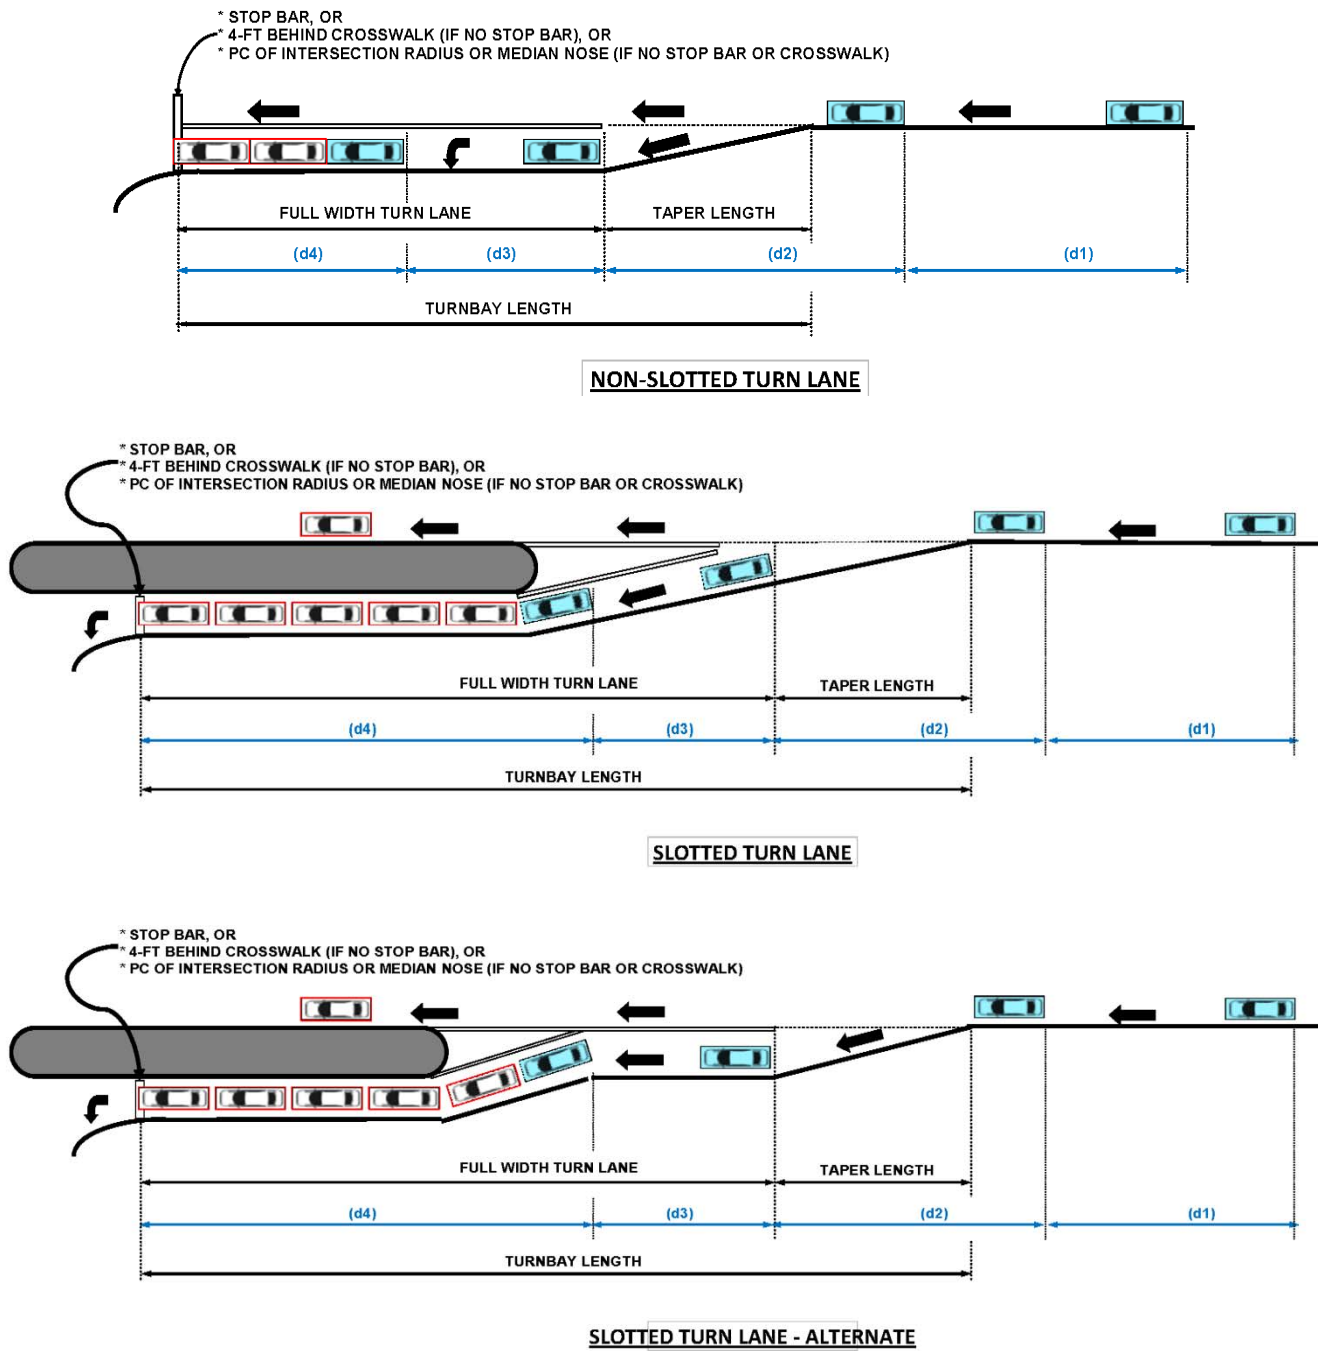 * STOP BAR, OR
* 4-FT BEHIND CROSSWALK (IF NO STOP BAR), OR
* PC OF INTERSECTION RADIUS OR MEDIAN NOSE (IF NO STOP BAR OR CROSSWALK)
FULL WIDTH TURN LANE TAPER LENGTH
(d4) (d3) (d2) (d1)
TURNBAY LENGTH
NON-SLOTTED TURN LANE
* STOP BAR, OR
* 4-FT BEHIND CROSSWALK (IF NO STOP BAR), OR
* PC OF INTERSECTION RADIUS OR MEDIAN NOSE (IF NO STOP BAR OR CROSSWALK)
FULL WIDTH TURN LANE TAPER LENGTH
(d4) (d3) (d2) (d1)
TURNBAY LENGTH
SLOTTED TURN LANE
* STOP BAR, OR
* 4-FT BEHIND CROSSWALK (IF NO STOP BAR), OR
* PC OF INTERSECTION RADIUS OR MEDIAN NOSE (IF NO STOP BAR OR CROSSWALK)
FULL WIDTH TURN LANE TAPER LENGTH
(d4) (d3) (d2) (d1)
TURNBAY LENGTH
SLOTTED TURN LANE - ALTERNATE